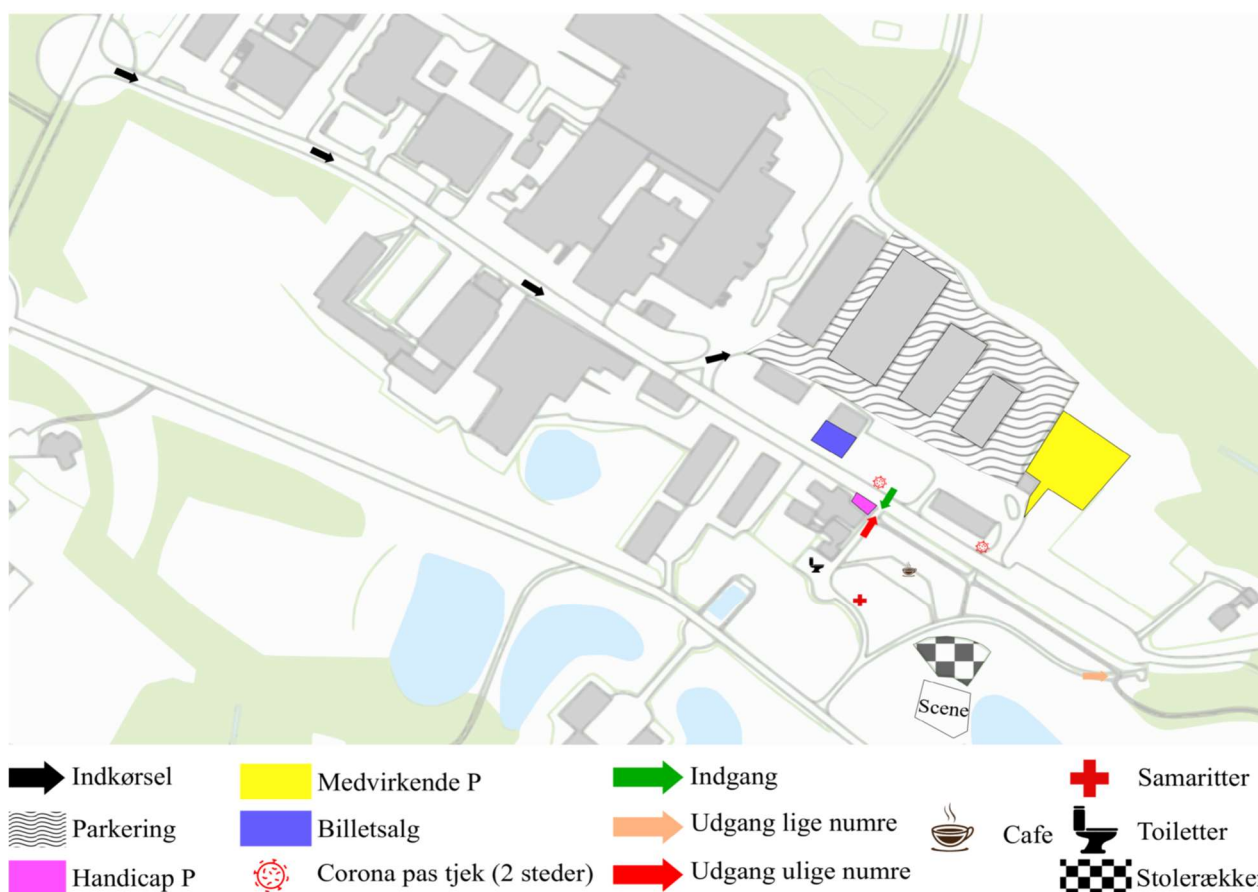 Scene
Indkørsel
Medvirkende P
Indgang
Samaritter
Parkering
Billetsalg
Udgang lige numre
Cafe
Toiletter
Handicap P
Corona pas tjek (2 steder)
Udgang ulige numre
Stolerække